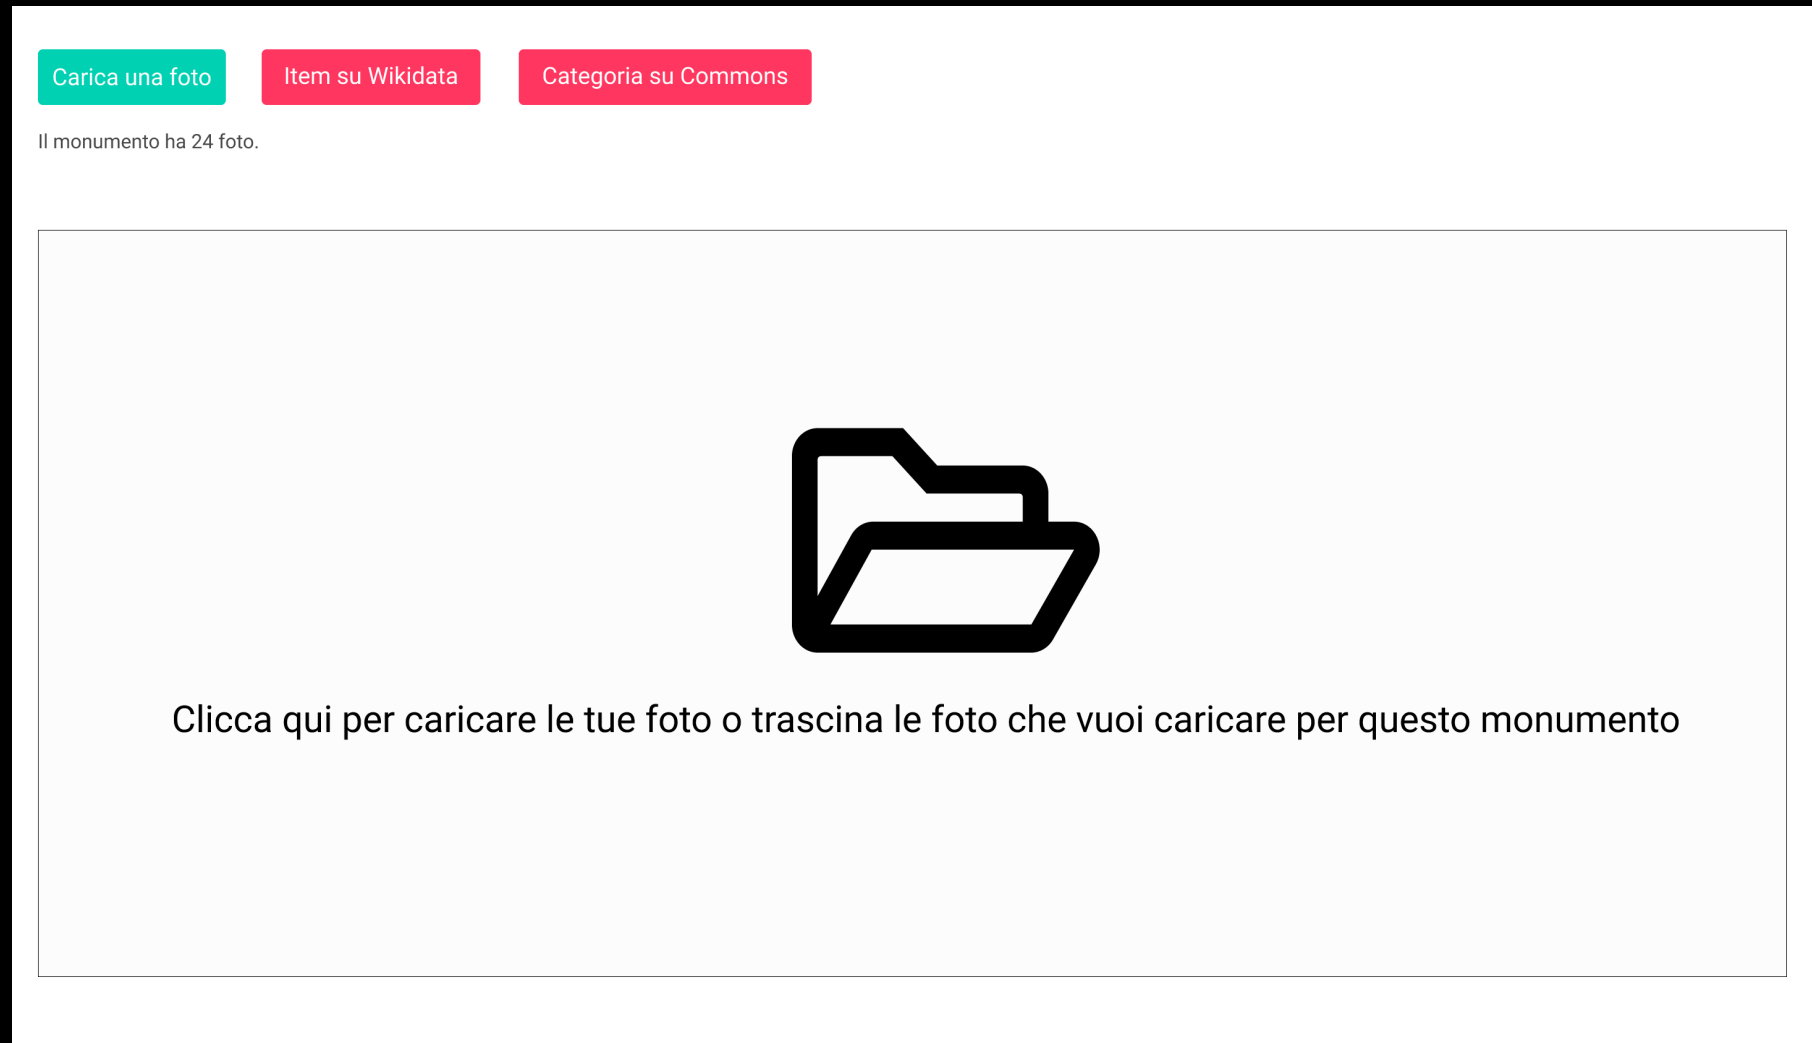 Carica una foto
Item su Wikidata
Categoria su Commons
Il monumento ha 24 foto.
Clicca qui per caricare le tue foto o trascina le foto che vuoi caricare per questo monumento